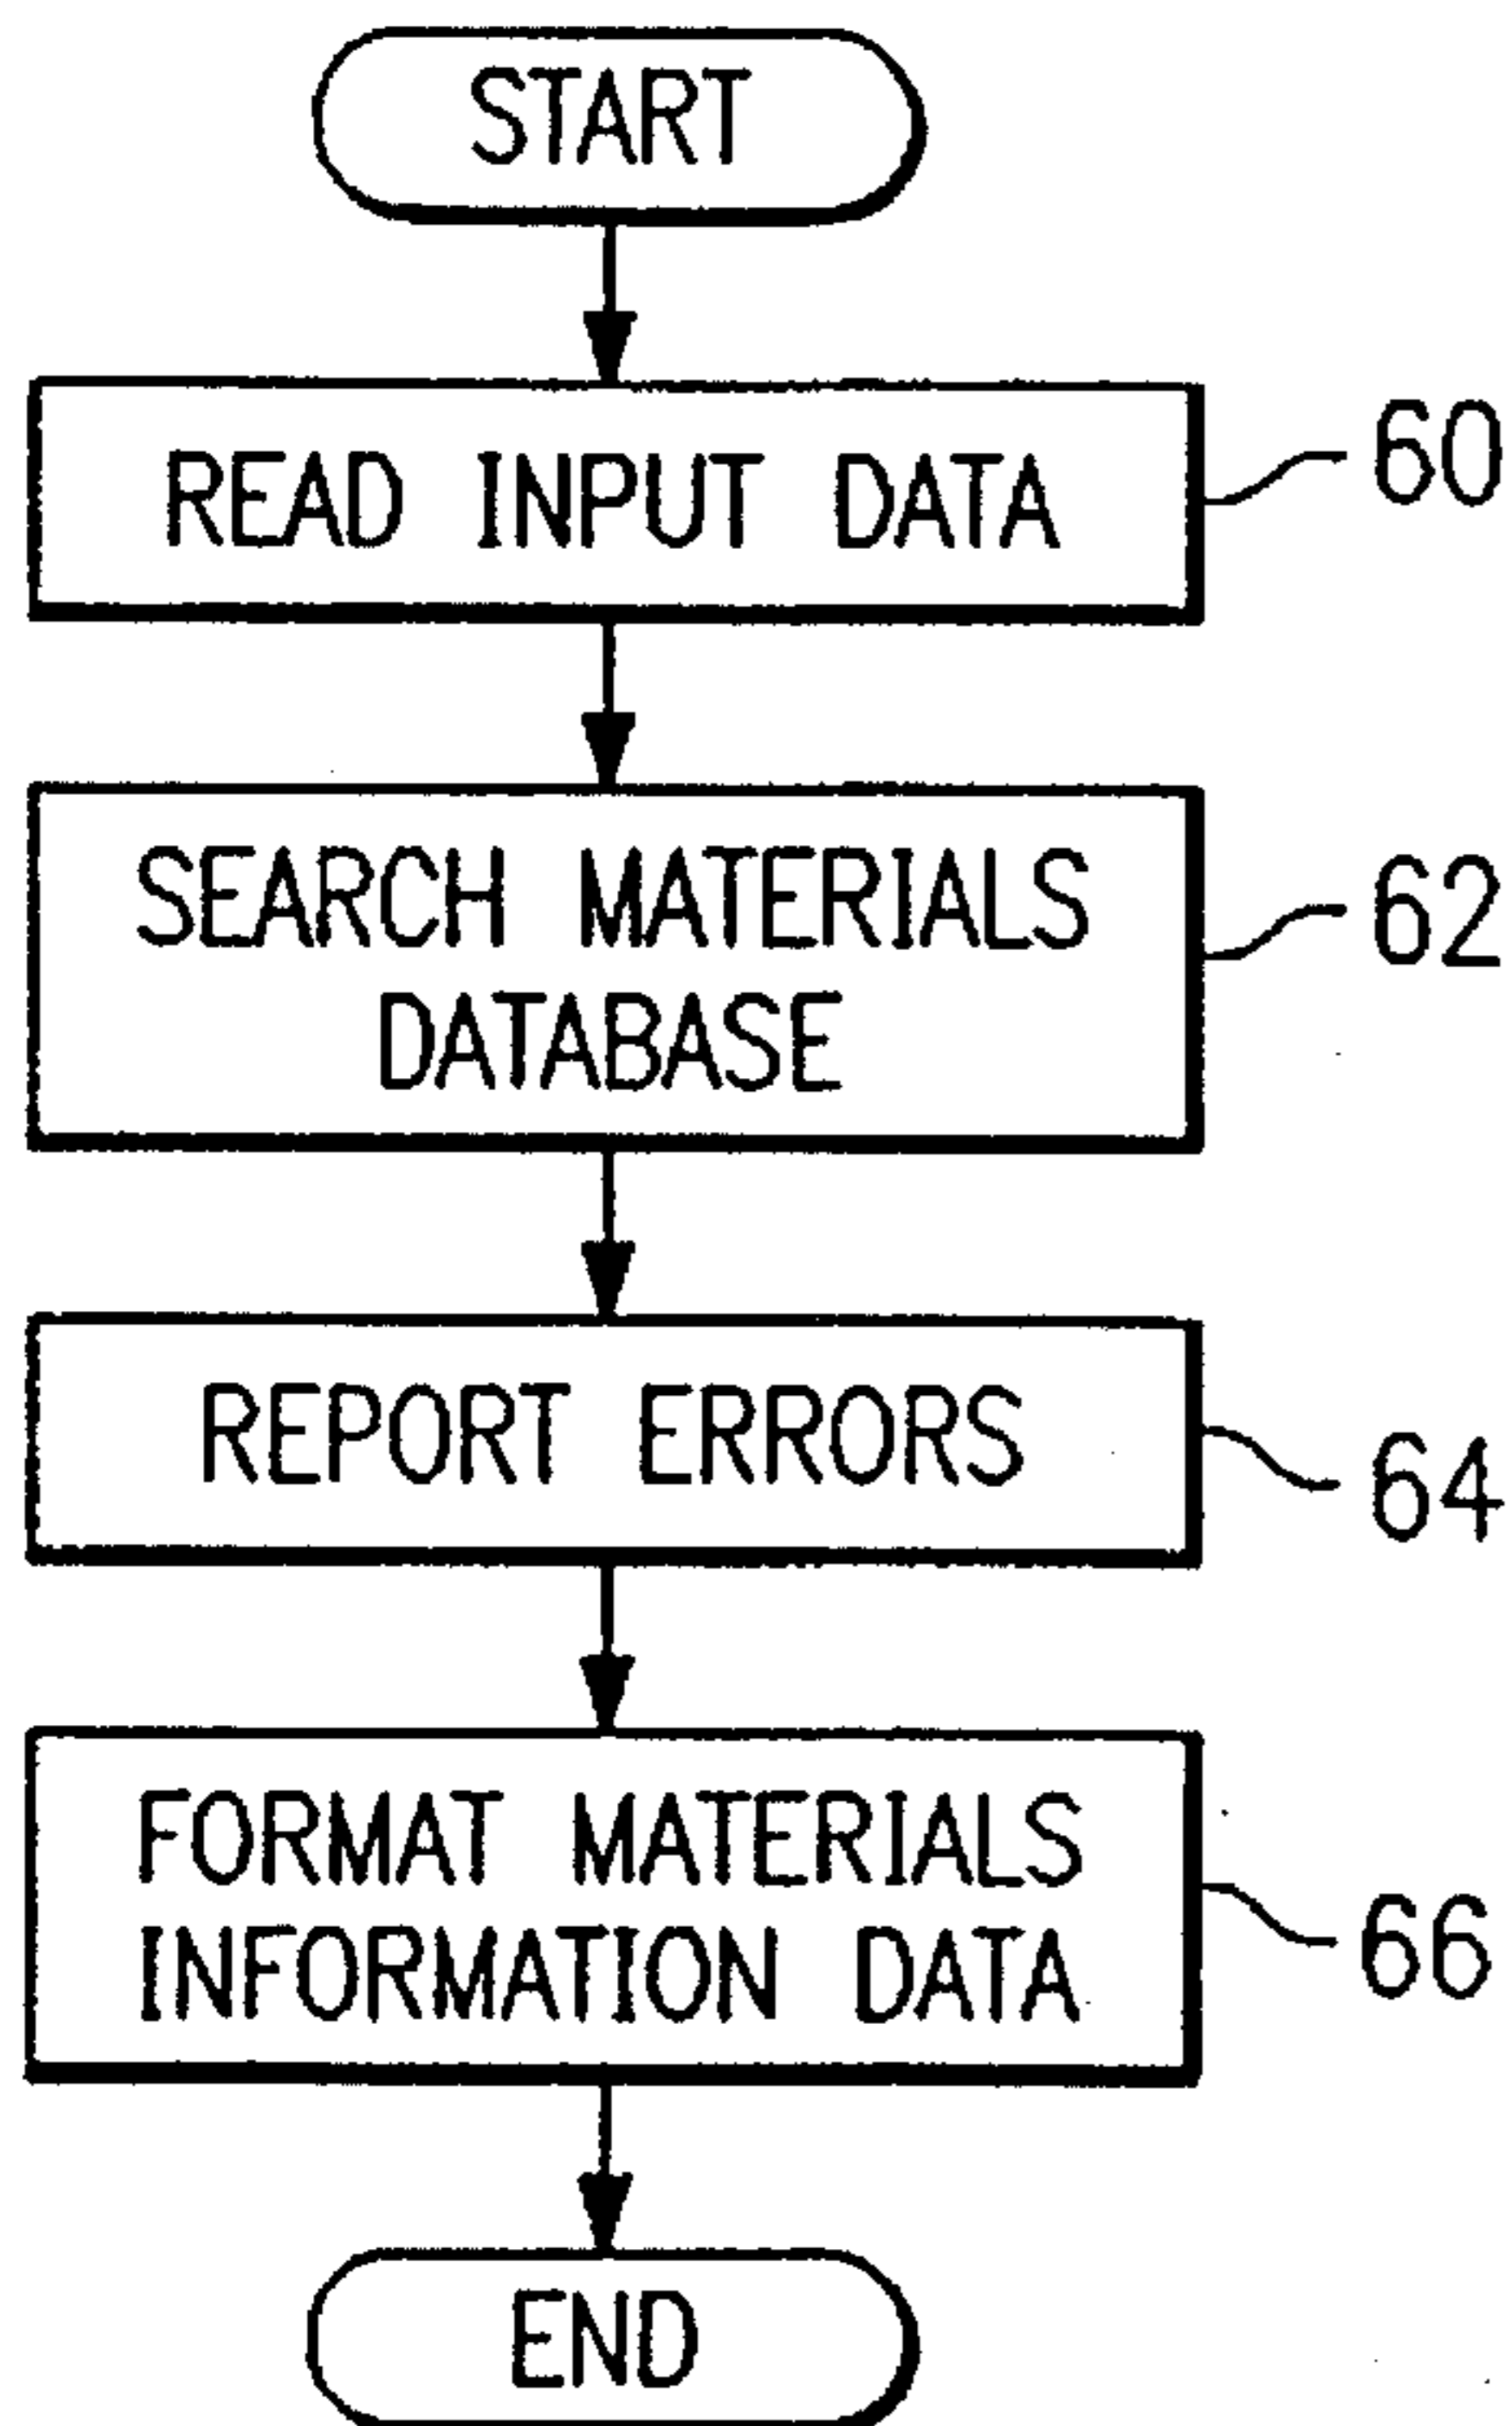 START
READ INPUT DATA
60
SEARCH MATERIALS
DATABASE
62
REPORT ERRORS
64
FORMAT MATERIALS
INFORMATION DATA
66
END